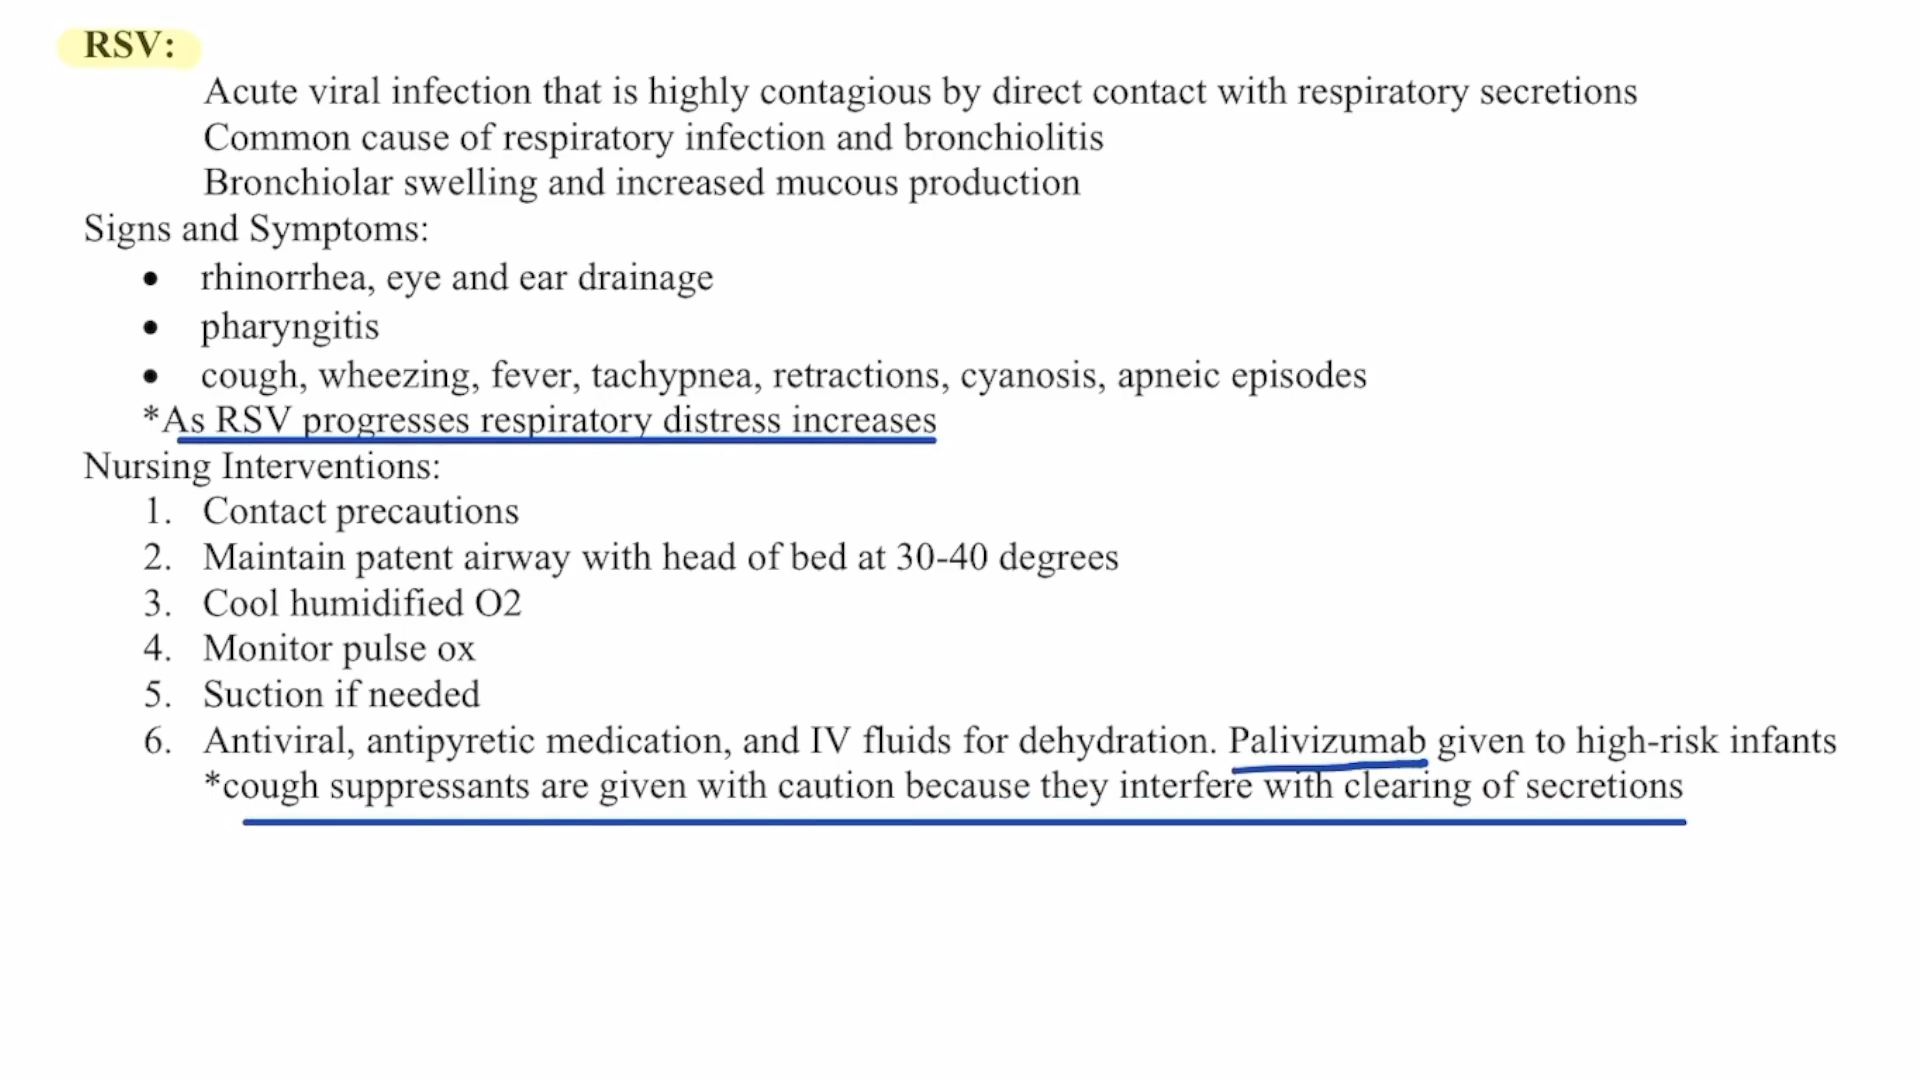 RSV:
Acute viral infection that is highly contagious by direct contact with respiratory secretions
Common cause of respiratory infection and bronchiolitis
Bronchiolar swelling and increased mucous production
Signs and Symptoms:
• rhinorrhea, eye and ear drainage
• pharyngitis
• cough, wheezing, fever, tachypnea, retractions, cyanosis, apneic episodes
*As RSV progresses respiratory distress increases
Nursing Interventions:
1. Contact precautions
2. Maintain patent airway with head of bed at 30-40 degrees
3. Cool humidified O2
4. Monitor pulse ox
5. Suction if needed
6. Antiviral, antipyretic medication, and IV fluids for dehydration. Palivizumab given to high-risk infants
*cough suppressants are given with caution because they interfere with clearing of secretions